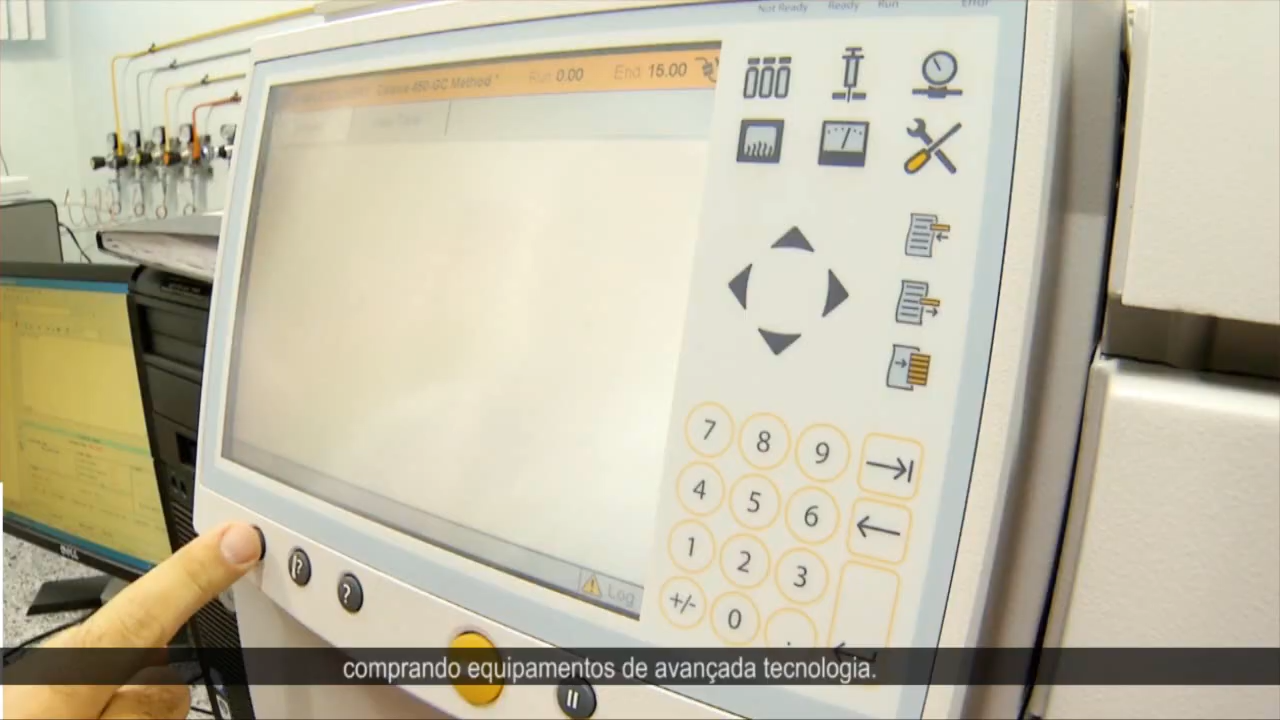 Not Ready Ready Run Error
450-GC Method * Run 0.00 End 15.00
7 8 9
4 5 6
1 2 3
+/- 0 .
? ?
Log
DELL
comprando equipamentos de avançada tecnologia.